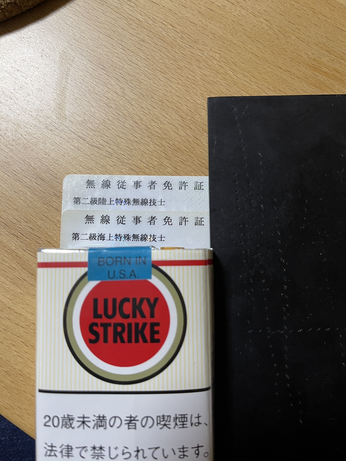 無線従事者免許証
第二級陸上特殊無線技士
無線従事者免許証
第二級海上特殊無線技士
BORN IN
U.S.A.
LUCKY
STRIKE
20歳未満の者の喫煙は、
法律で禁じられています。